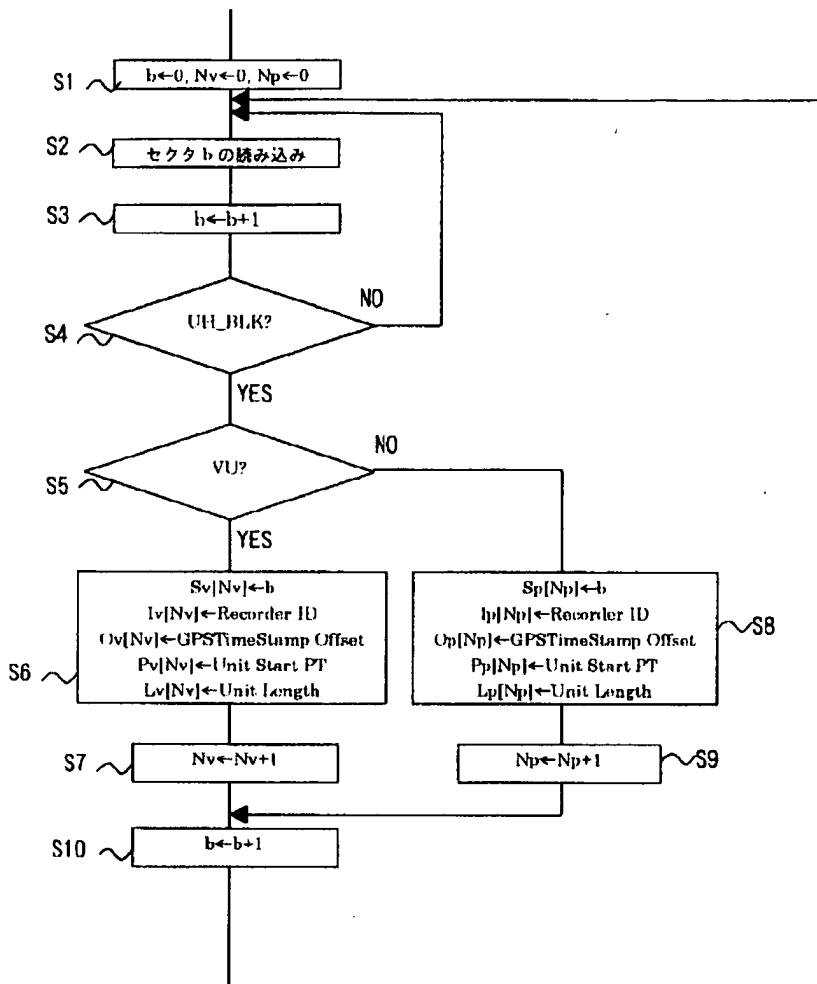 S1
b←0, Nv←0, Np←0
S2
セクタ b の読み込み
S3
b←b+1
S4
UH_BLK?
NO
YES
S5
VU?
NO
YES
S6
Sv[Nv]←b
Iv[Nv]←Recorder ID
Ov[Nv]←GPSTimeStamp Offset
Pv[Nv]←Unit Start PT
Lv[Nv]←Unit Length
Sp[Np]←b
Ip[Np]←Recorder ID
Op[Np]←GPSTimeStamp Offset
Pp[Np]←Unit Start PT
Lp[Np]←Unit Length
S8
S7
Nv←Nv+1
Np←Np+1
S9
S10
b←b+1